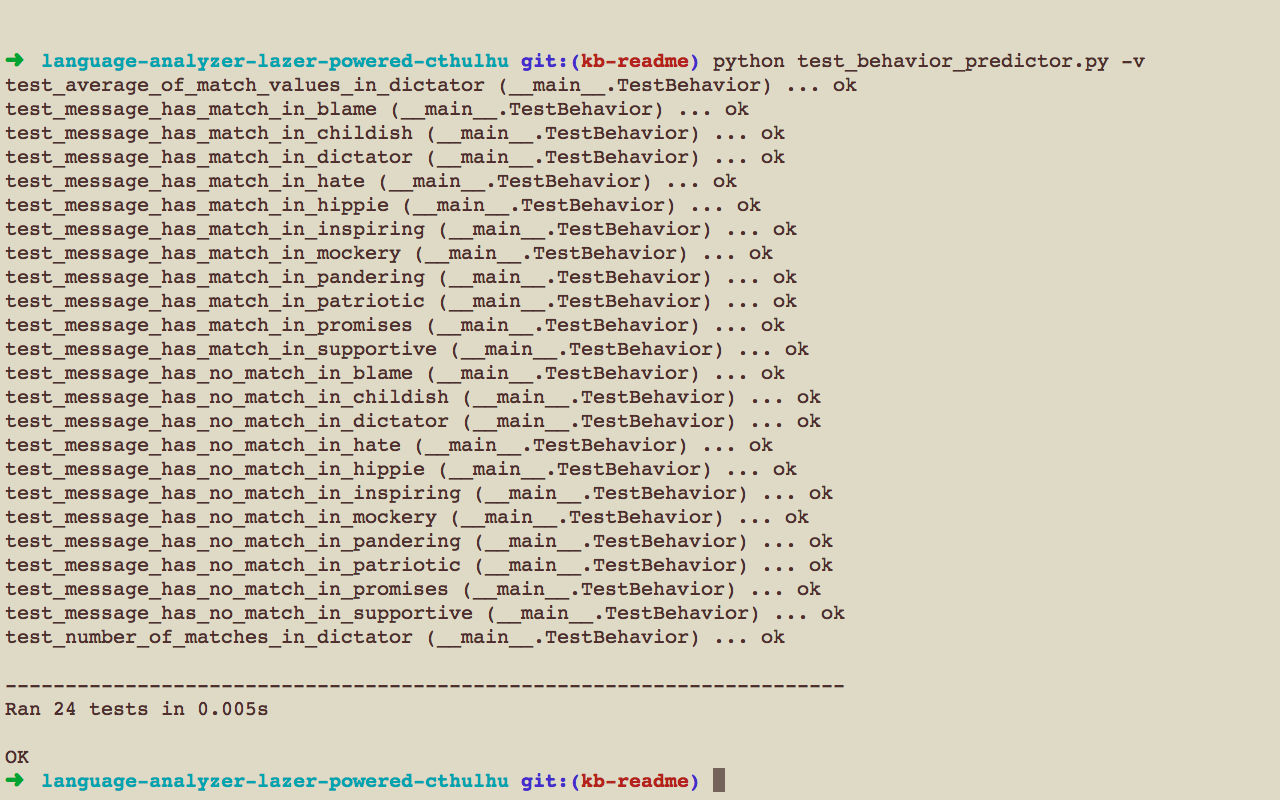 ➜ language-analyzer-lazer-powered-cthulhu git:(kb-readme) python test_behavior_predictor.py -v
test_average_of_match_values_in_dictator (__main__.TestBehavior) ... ok
test_message_has_match_in_blame (__main__.TestBehavior) ... ok
test_message_has_match_in_childish (__main__.TestBehavior) ... ok
test_message_has_match_in_dictator (__main__.TestBehavior) ... ok
test_message_has_match_in_hate (__main__.TestBehavior) ... ok
test_message_has_match_in_hippie (__main__.TestBehavior) ... ok
test_message_has_match_in_inspiring (__main__.TestBehavior) ... ok
test_message_has_match_in_mockery (__main__.TestBehavior) ... ok
test_message_has_match_in_pandering (__main__.TestBehavior) ... ok
test_message_has_match_in_patriotic (__main__.TestBehavior) ... ok
test_message_has_match_in_promises (__main__.TestBehavior) ... ok
test_message_has_match_in_supportive (__main__.TestBehavior) ... ok
test_message_has_no_match_in_blame (__main__.TestBehavior) ... ok
test_message_has_no_match_in_childish (__main__.TestBehavior) ... ok
test_message_has_no_match_in_dictator (__main__.TestBehavior) ... ok
test_message_has_no_match_in_hate (__main__.TestBehavior) ... ok
test_message_has_no_match_in_hippie (__main__.TestBehavior) ... ok
test_message_has_no_match_in_inspiring (__main__.TestBehavior) ... ok
test_message_has_no_match_in_mockery (__main__.TestBehavior) ... ok
test_message_has_no_match_in_pandering (__main__.TestBehavior) ... ok
test_message_has_no_match_in_patriotic (__main__.TestBehavior) ... ok
test_message_has_no_match_in_promises (__main__.TestBehavior) ... ok
test_message_has_no_match_in_supportive (__main__.TestBehavior) ... ok
test_number_of_matches_in_dictator (__main__.TestBehavior) ... ok
----------------------------------------------------------------------
Ran 24 tests in 0.005s
OK
➜ language-analyzer-lazer-powered-cthulhu git:(kb-readme)